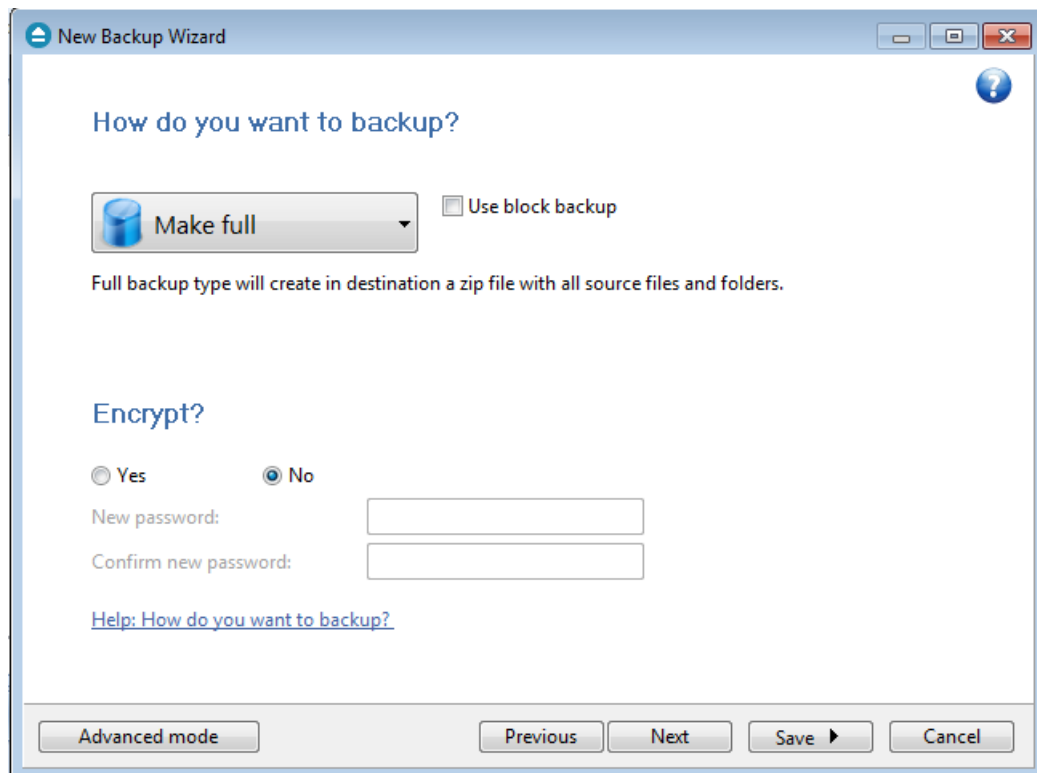 New Backup Wizard
How do you want to backup?
Make full
Use block backup
Full backup type will create in destination a zip file with all source files and folders.
Encrypt?
Yes No
New password:
Confirm new password:
Help: How do you want to backup?
Advanced mode Previous Next Save Cancel